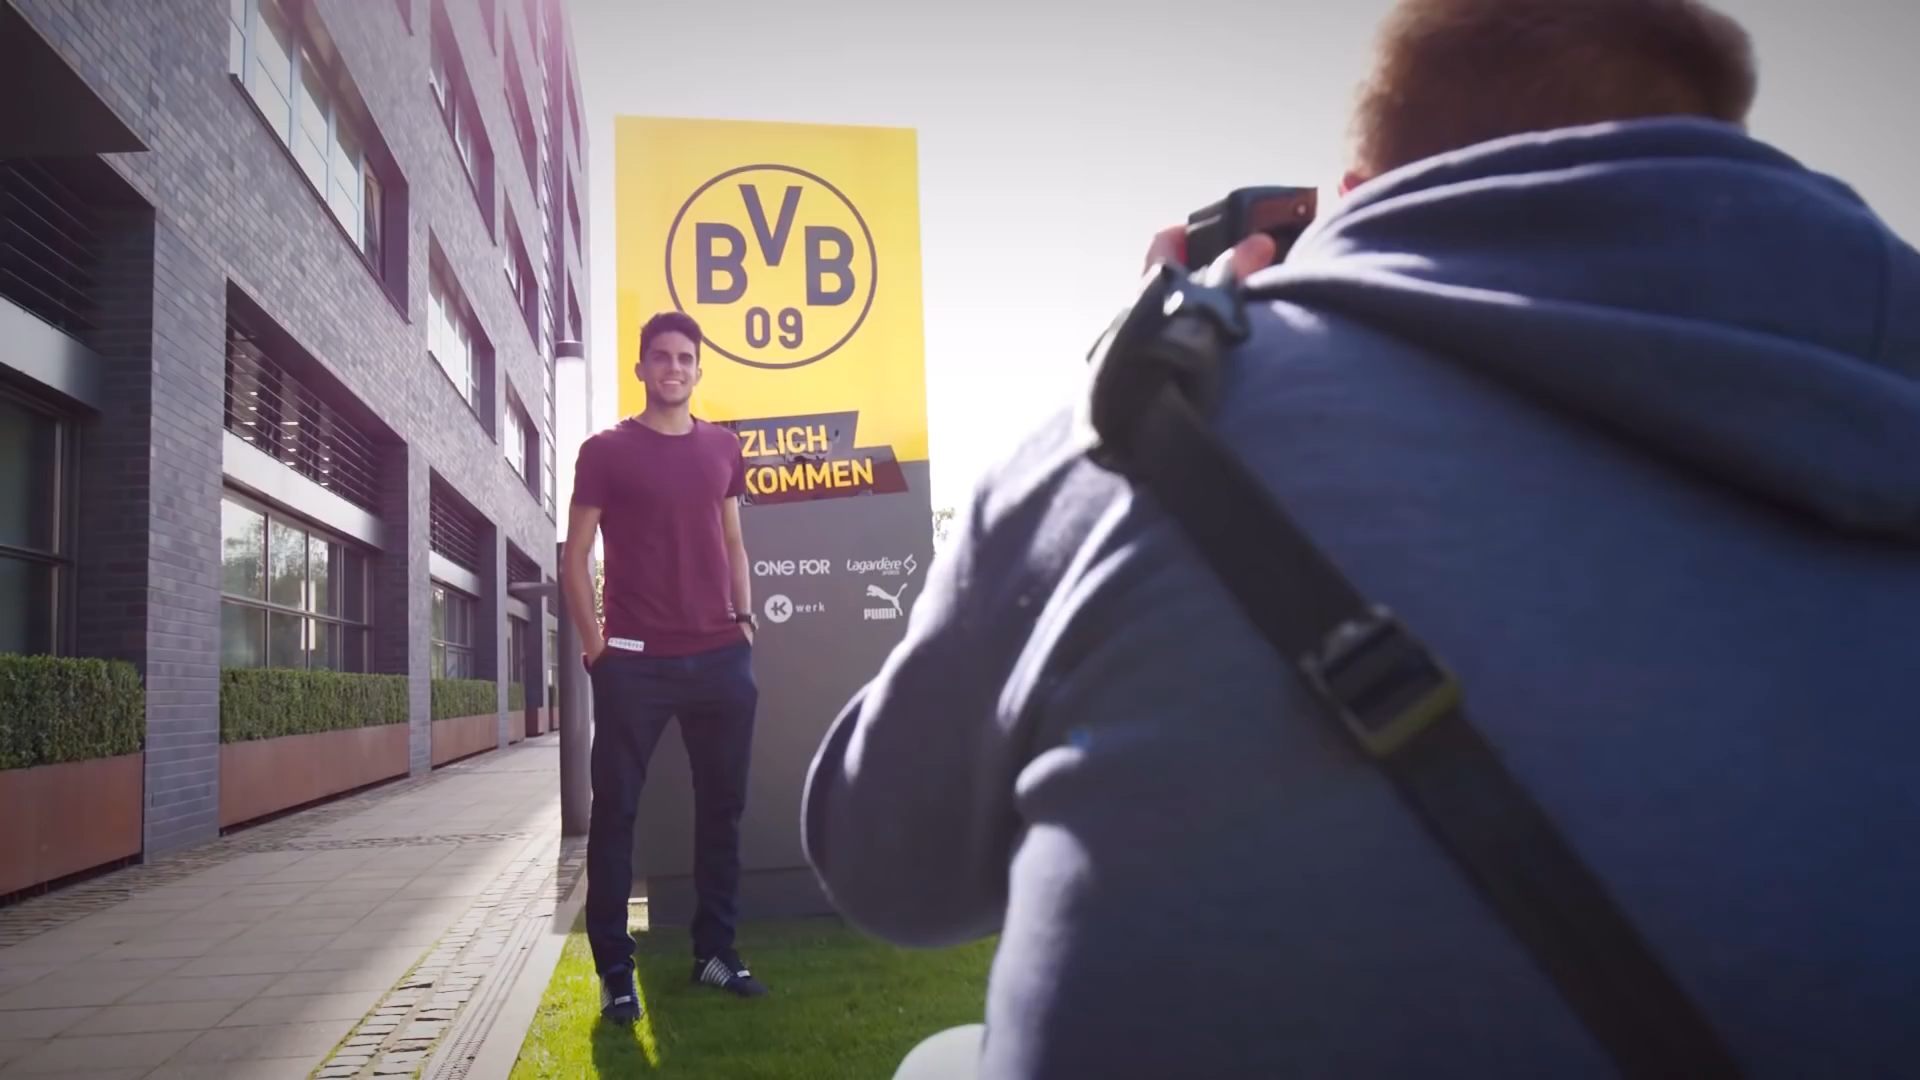 BVB
09
ZLICH
KOMMEN
ONE FOR
Lagardère
K werk
PUMA